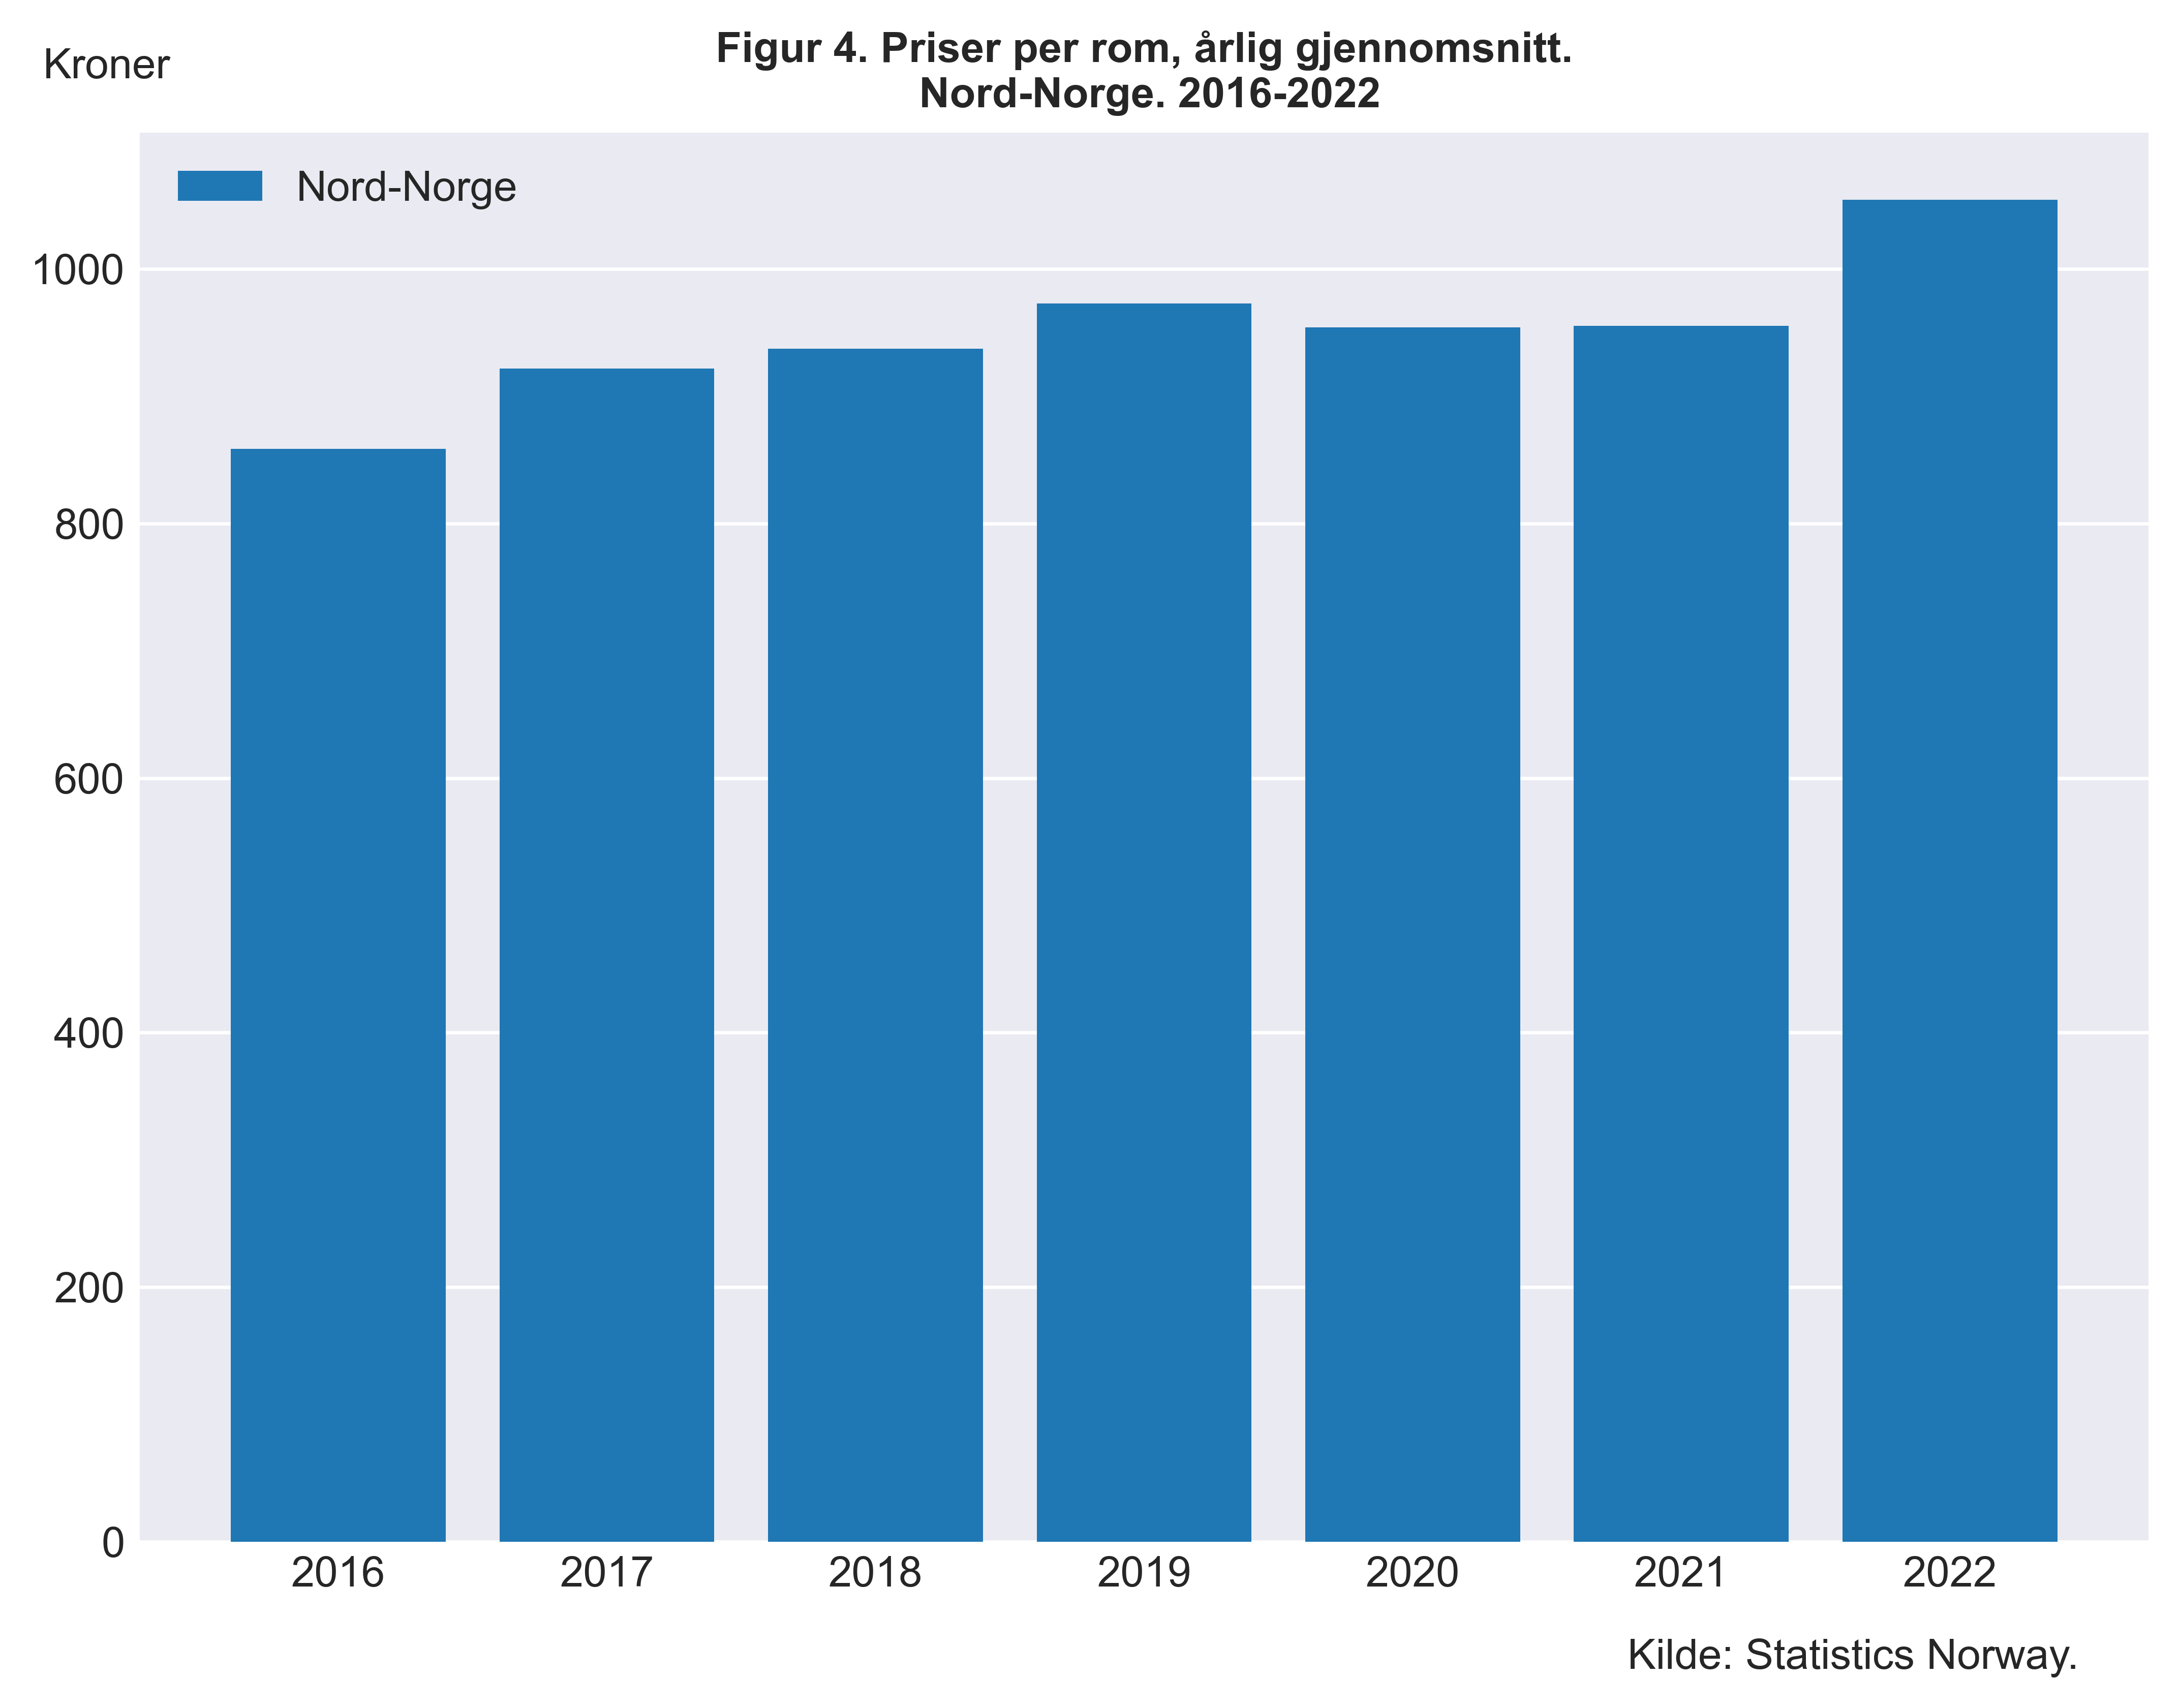 Kroner
Figur 4. Priser per rom, årlig gjennomsnitt.
Nord-Norge. 2016-2022
Nord-Norge
1000
800
600
400
200
0
2016 2017 2018 2019 2020 2021 2022
Kilde: Statistics Norway.